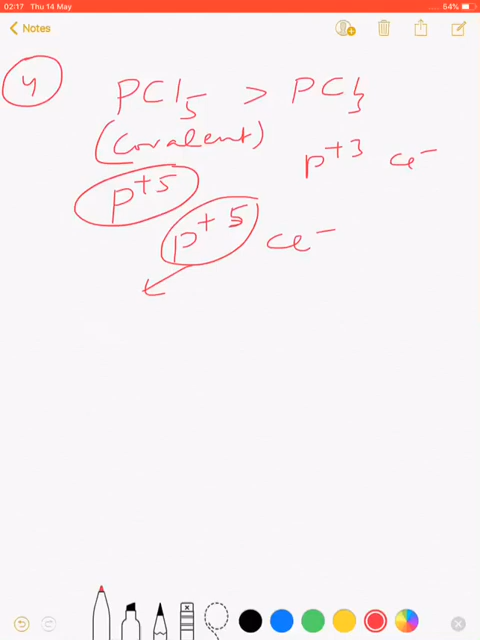 02:17 Thu 14 May 54%
Notes
4
PCl5 > PCl3
(Covalent)
P+3 Cl-
P+5
P+5 Cl-